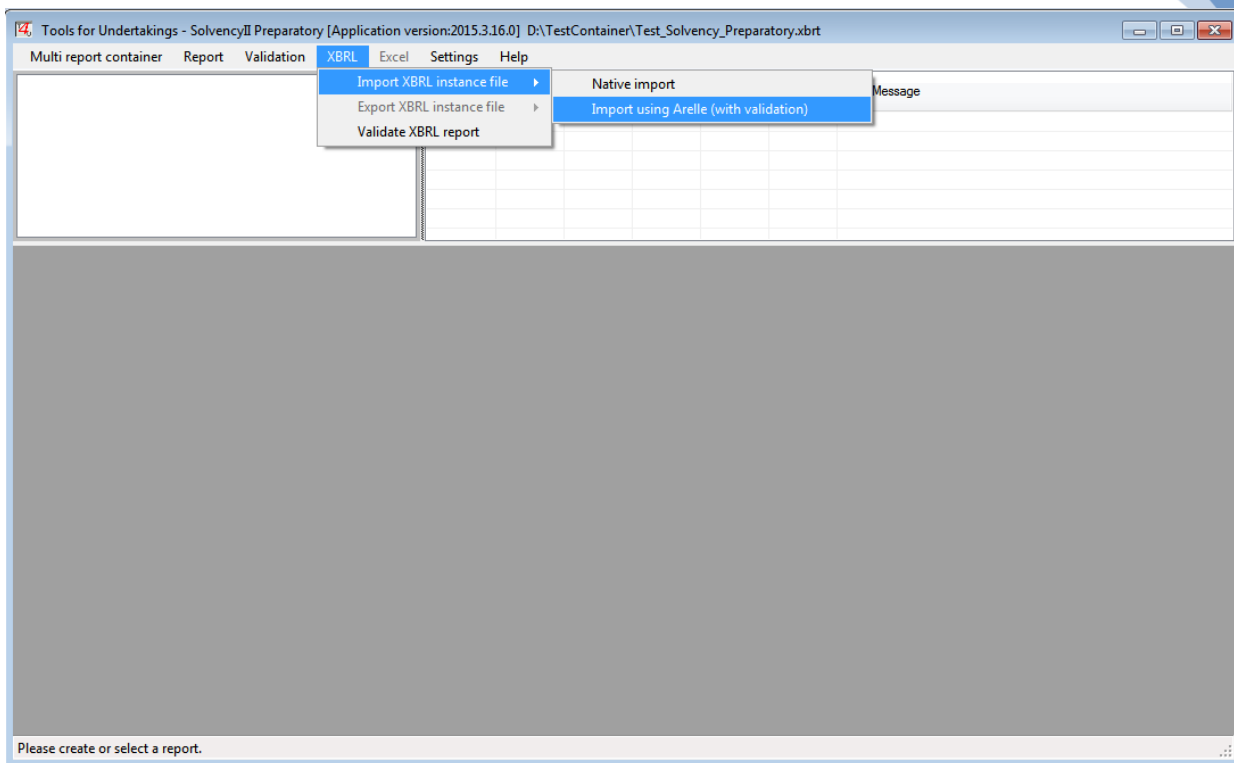 Tools for Undertakings - SolvencyII Preparatory [Application version:2015.3.16.0] D:\TestContainer\Test_Solvency_Preparatory.xbrt
Multi report container Report Validation XBRL Excel Settings Help
Import XBRL instance file
Export XBRL instance file
Validate XBRL report
Native import
Import using Arelle (with validation)
Message
Please create or select a report.